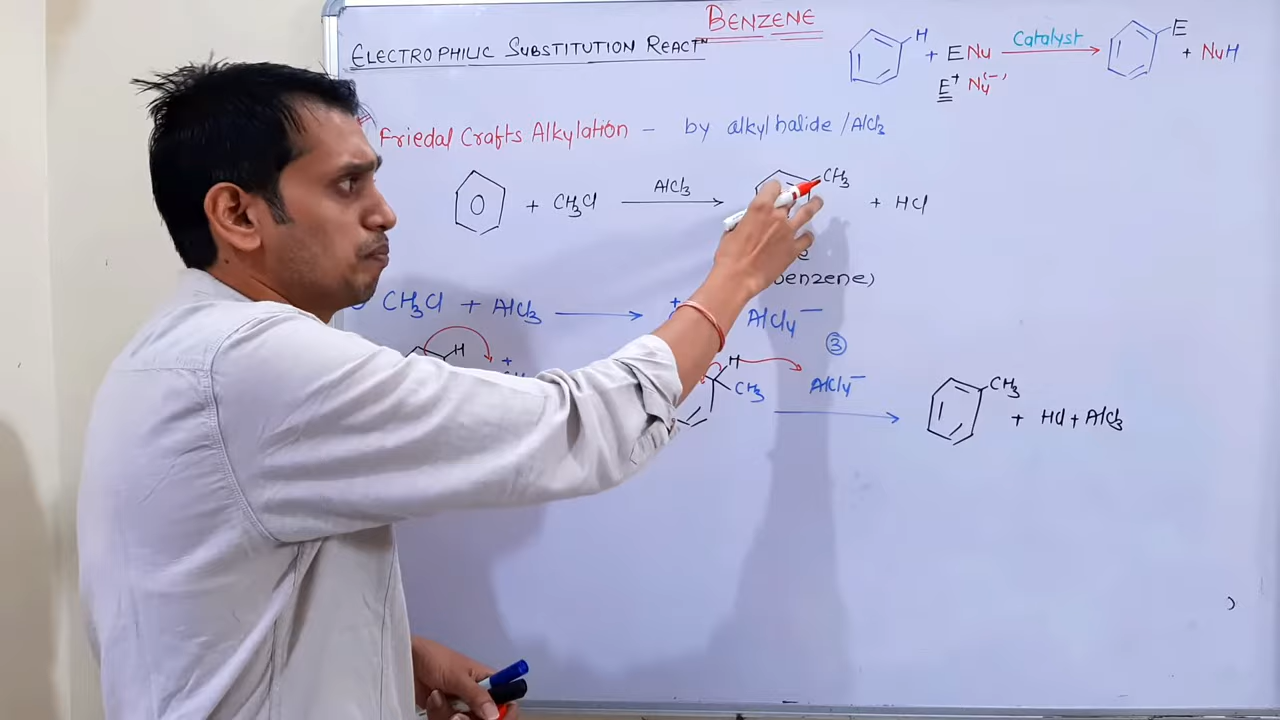 BENZENE
ELECTROPHILIC SUBSTITUTION REACTN
H + E Nu Catalyst E + NuH
E+ Nu(-)
Friedal Crafts Alkylation - by alkyl halide /AlCl3
+ CH3Cl AlCl3 CH3 + HCl
benzene)
CH3Cl + AlCl3 + AlCl4-
③
H + H CH3 AlCl4- CH3 + HCl + AlCl3